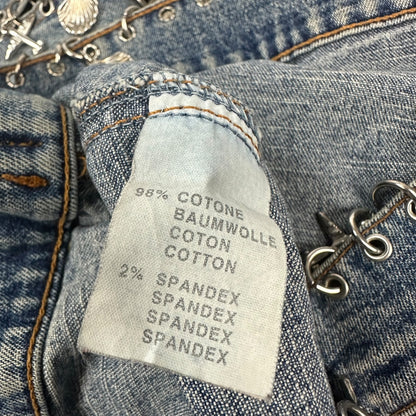 98% COTONE
BAUMWOLLE
COTON
COTTON
2% SPANDEX
SPANDEX
SPANDEX
SPANDEX